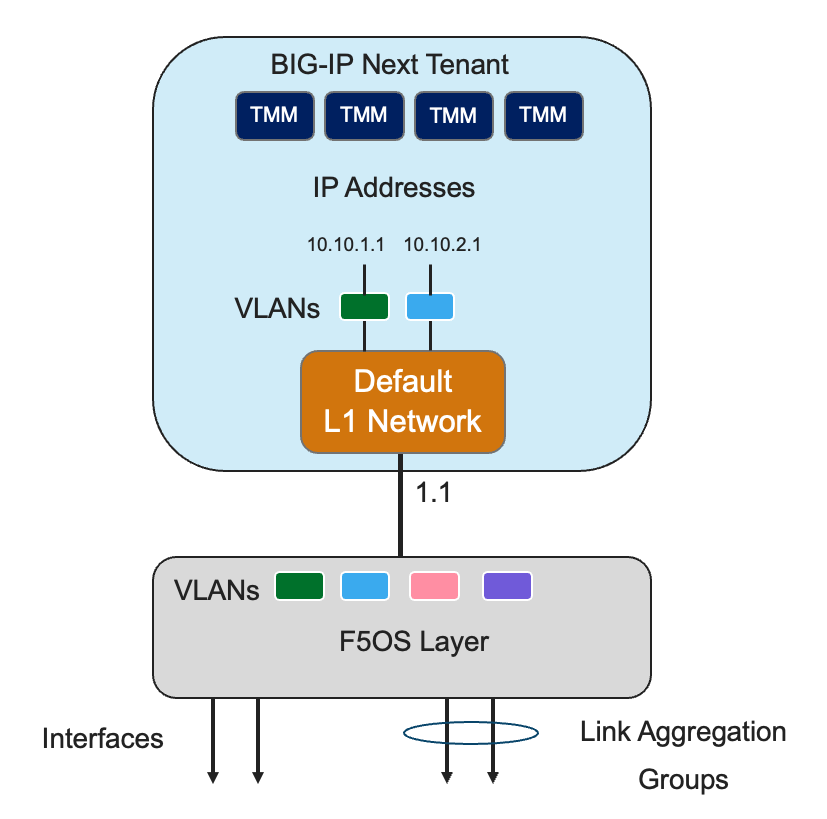 BIG-IP Next Tenant
TMM TMM TMM TMM
IP Addresses
10.10.1.1 10.10.2.1
VLANs
Default
L1 Network
1.1
VLANs
F5OS Layer
Interfaces
Link Aggregation
Groups